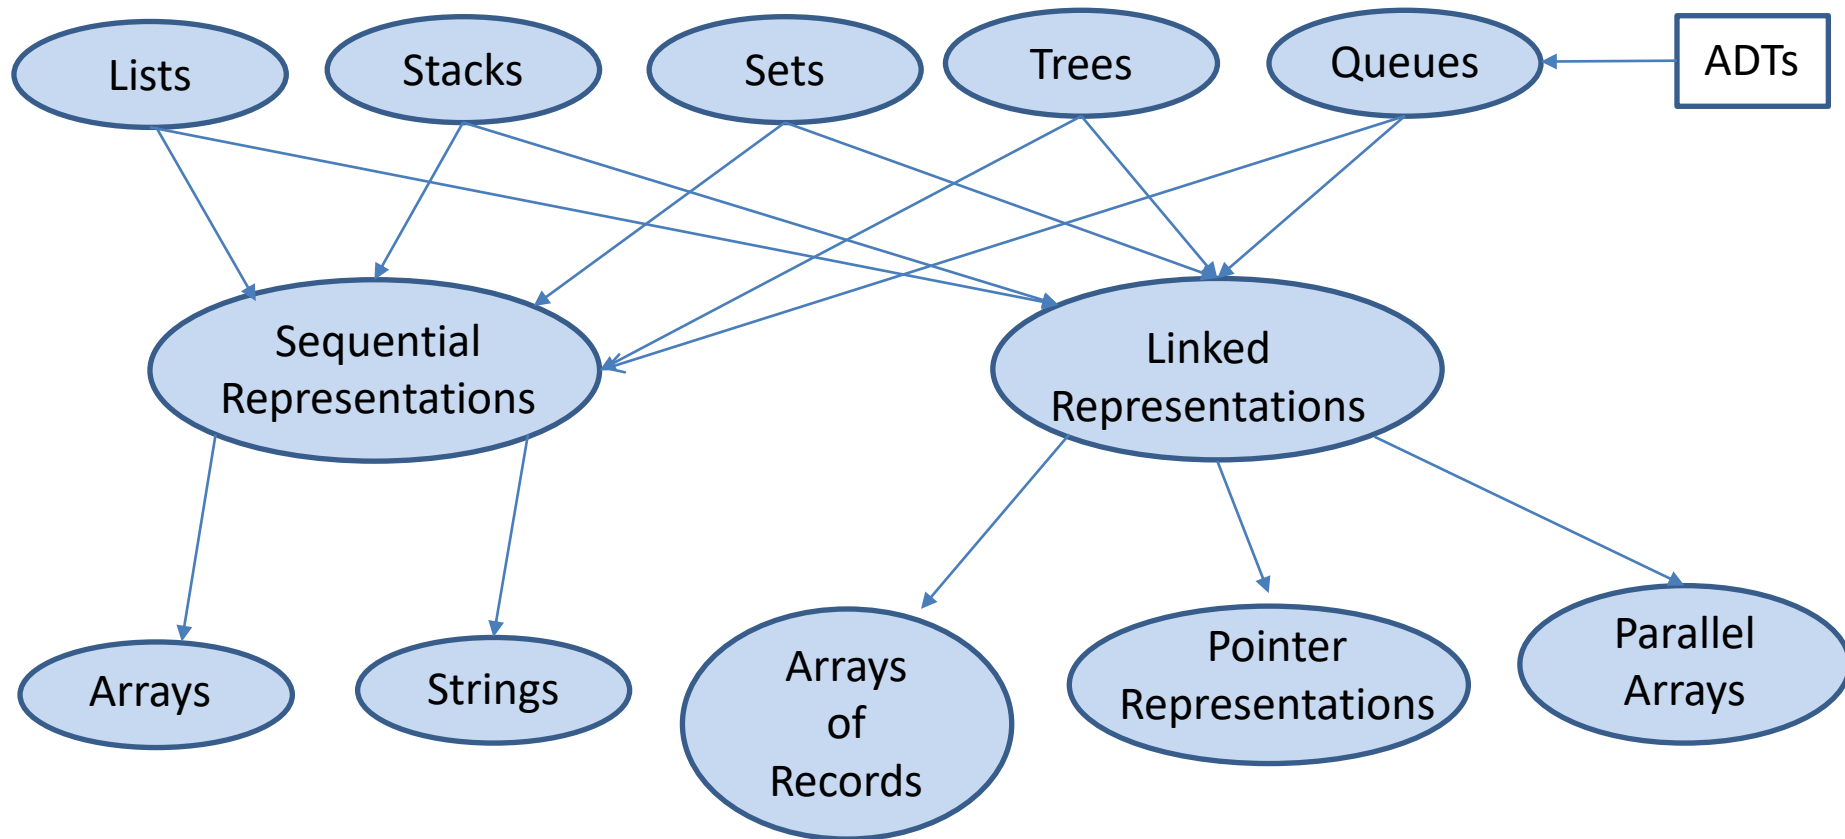 Lists
Stacks
Sets
Trees
Queues
ADTs
Sequential
Representations
Linked
Representations
Arrays
Strings
Arrays
of
Records
Pointer
Representations
Parallel
Arrays